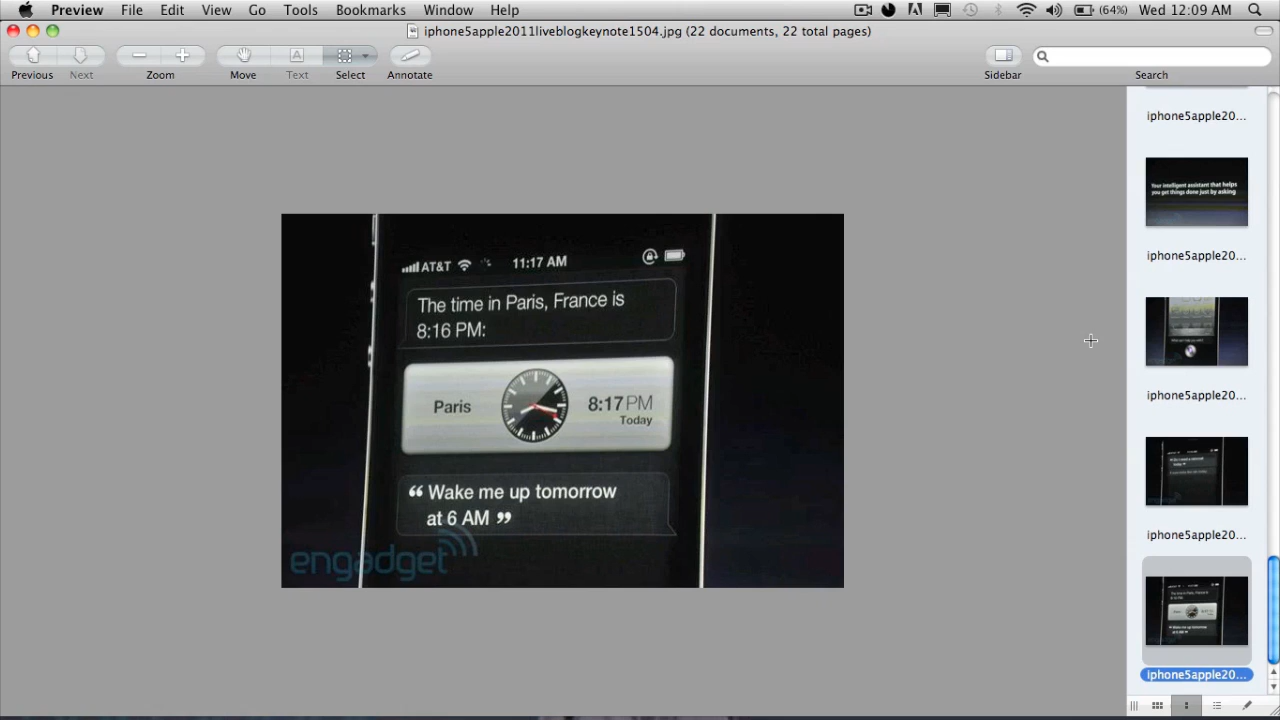 Preview File Edit View Go Tools Bookmarks Window Help (64%) Wed 12:09 AM
iphone5apple2011liveblogkeynote1504.jpg (22 documents, 22 total pages)
Previous Next Zoom Move Text Select Annotate Sidebar Search
iphone5apple20...
Your intelligent assistant that helps
you get things done just by asking
iphone5apple20...
iphone5apple20...
iphone5apple20...
iphone5apple20...
AT&T 11:17 AM
The time in Paris, France is
8:16 PM:
Paris 8:17 PM
Today
“ Wake me up tomorrow
at 6 AM ”
engadget